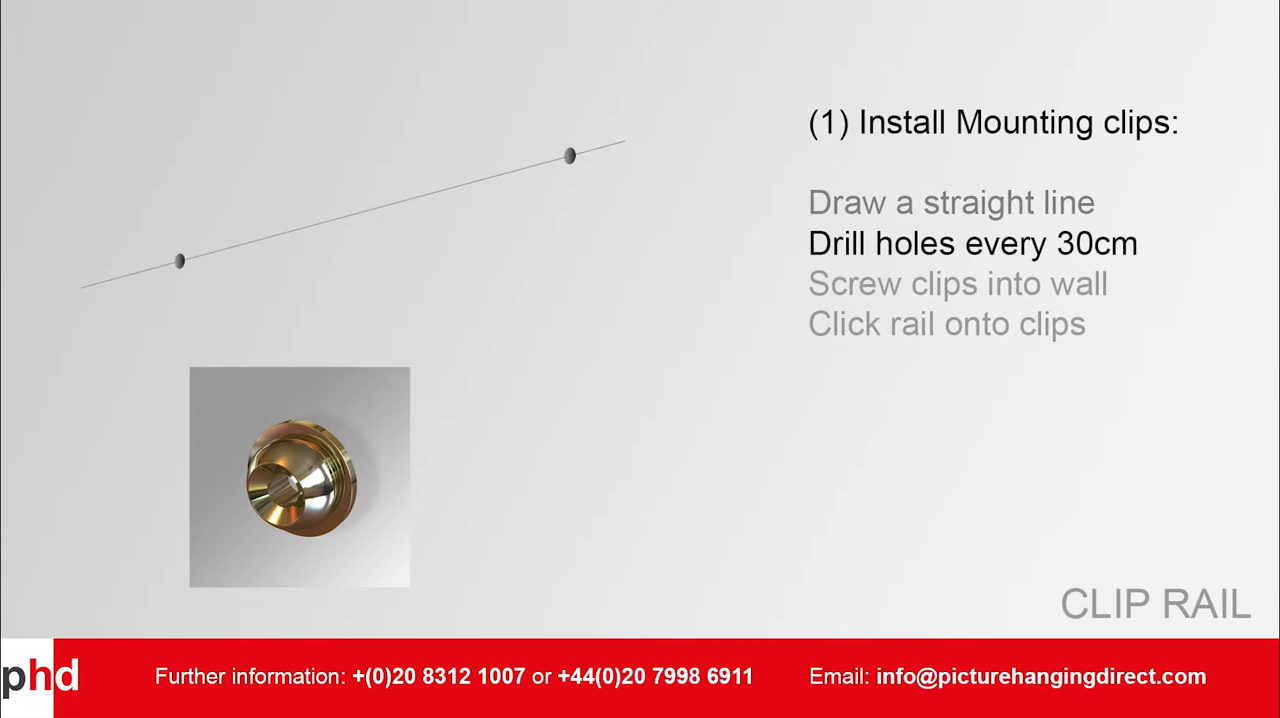 (1) Install Mounting clips:
Draw a straight line
Drill holes every 30cm
Screw clips into wall
Click rail onto clips
CLIP RAIL
phd
Further information: +(0)20 8312 1007 or +44(0)20 7998 6911
Email: info@picturehangingdirect.com